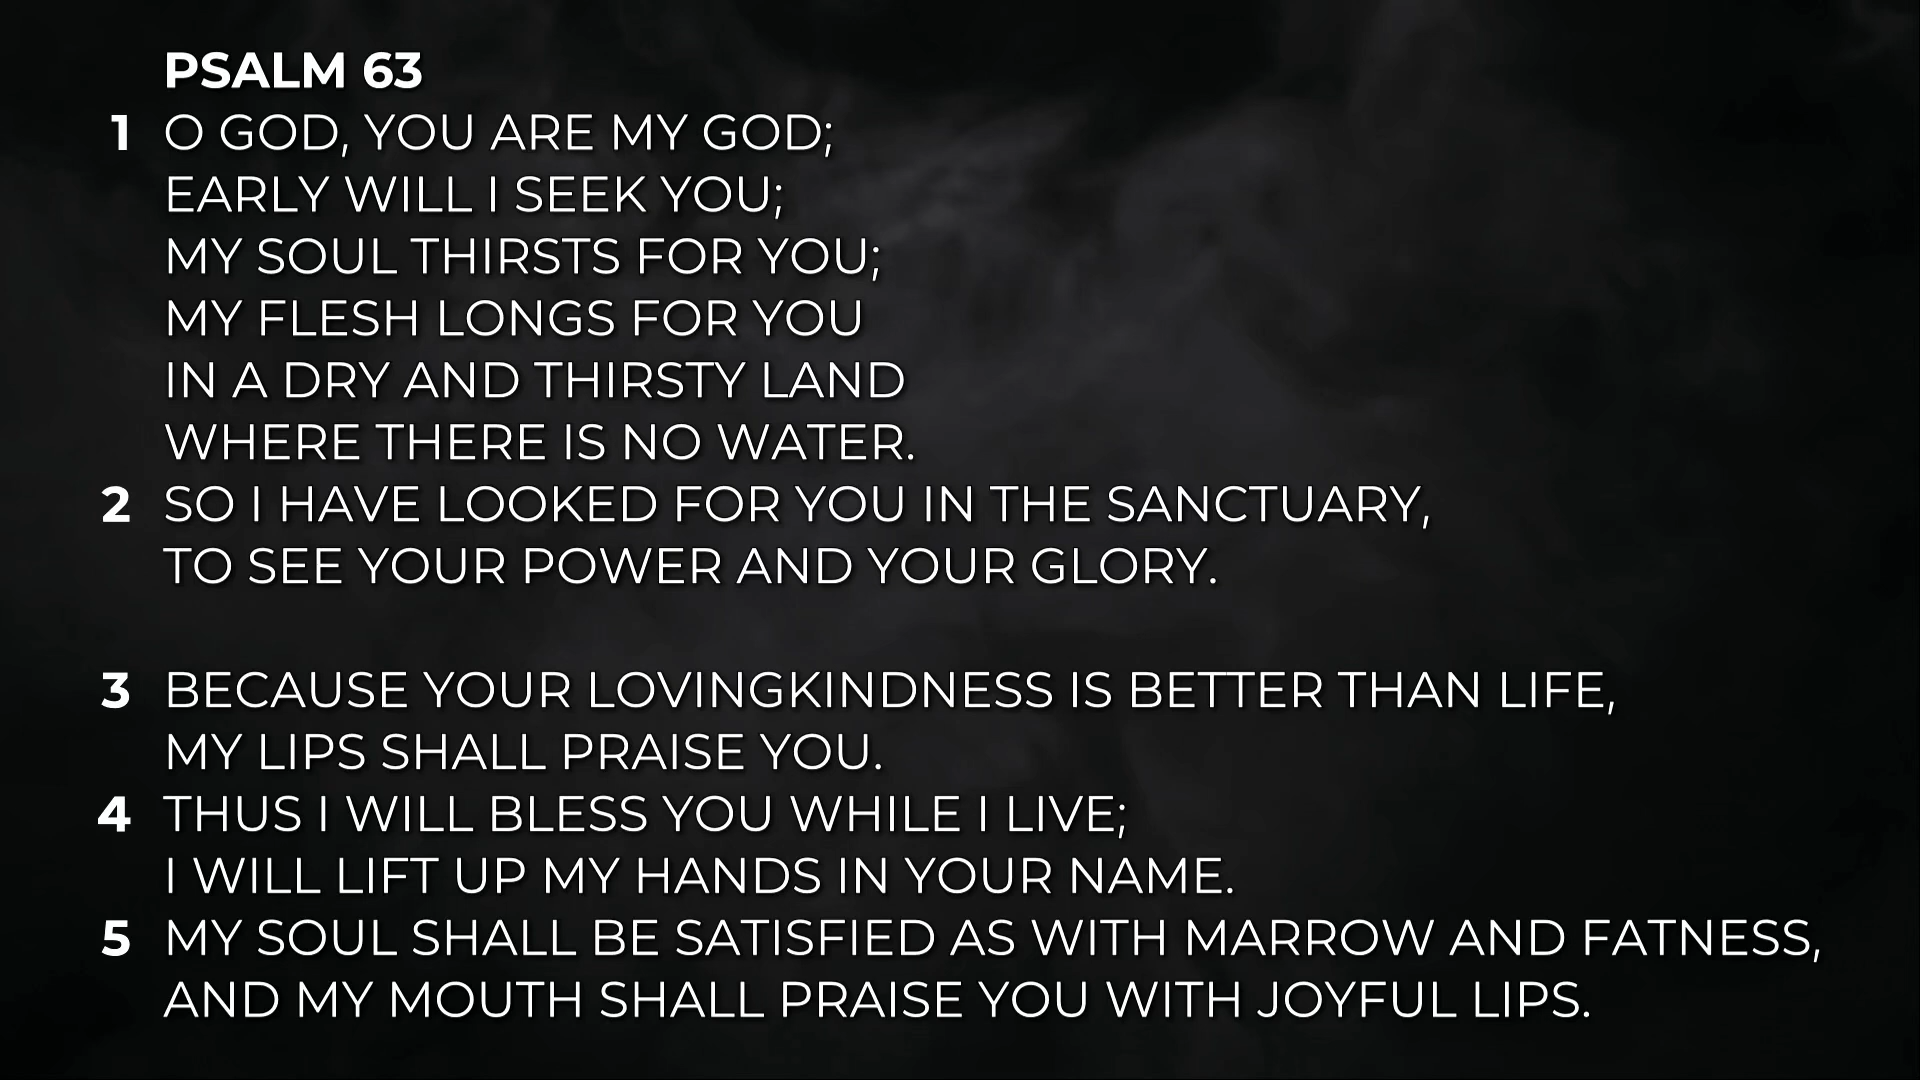 PSALM 63
1 O GOD, YOU ARE MY GOD;
EARLY WILL I SEEK YOU;
MY SOUL THIRSTS FOR YOU;
MY FLESH LONGS FOR YOU
IN A DRY AND THIRSTY LAND
WHERE THERE IS NO WATER.
2 SO I HAVE LOOKED FOR YOU IN THE SANCTUARY,
TO SEE YOUR POWER AND YOUR GLORY.
3 BECAUSE YOUR LOVINGKINDNESS IS BETTER THAN LIFE,
MY LIPS SHALL PRAISE YOU.
4 THUS I WILL BLESS YOU WHILE I LIVE;
I WILL LIFT UP MY HANDS IN YOUR NAME.
5 MY SOUL SHALL BE SATISFIED AS WITH MARROW AND FATNESS,
AND MY MOUTH SHALL PRAISE YOU WITH JOYFUL LIPS.